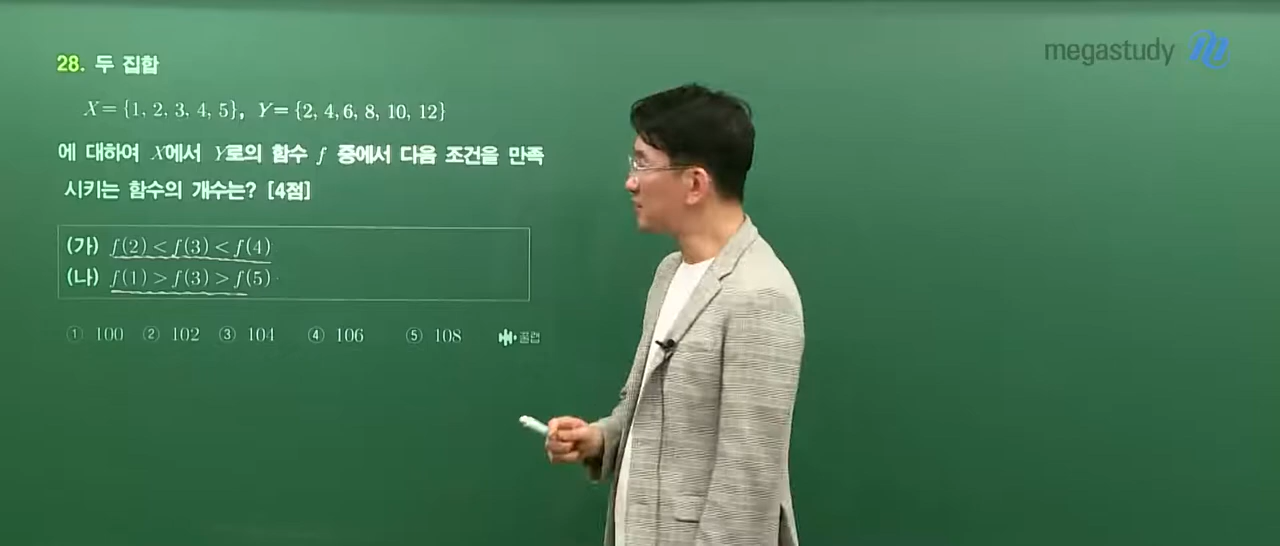 megastudy
28. 두 집합
X = {1, 2, 3, 4, 5}, Y = {2, 4, 6, 8, 10, 12}
에 대하여 X에서 Y로의 함수 f 중에서 다음 조건을 만족
시키는 함수의 개수는? [4점]
(가) f(2) < f(3) < f(4)
(나) f(1) > f(3) > f(5)
① 100 ② 102 ③ 104 ④ 106 ⑤ 108 꿀랩